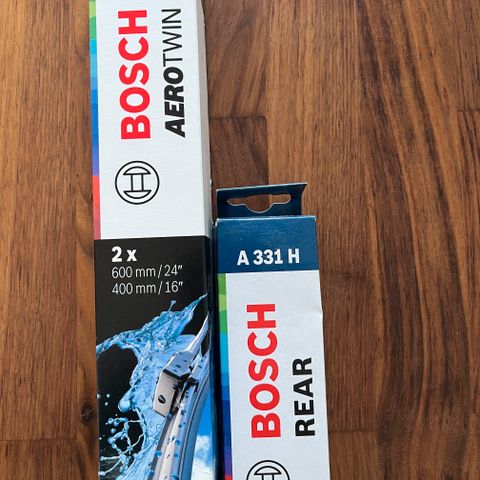 BOSCH
AEROTWIN
2 x
600 mm / 24"
400 mm / 16"
A 331 H
BOSCH
REAR